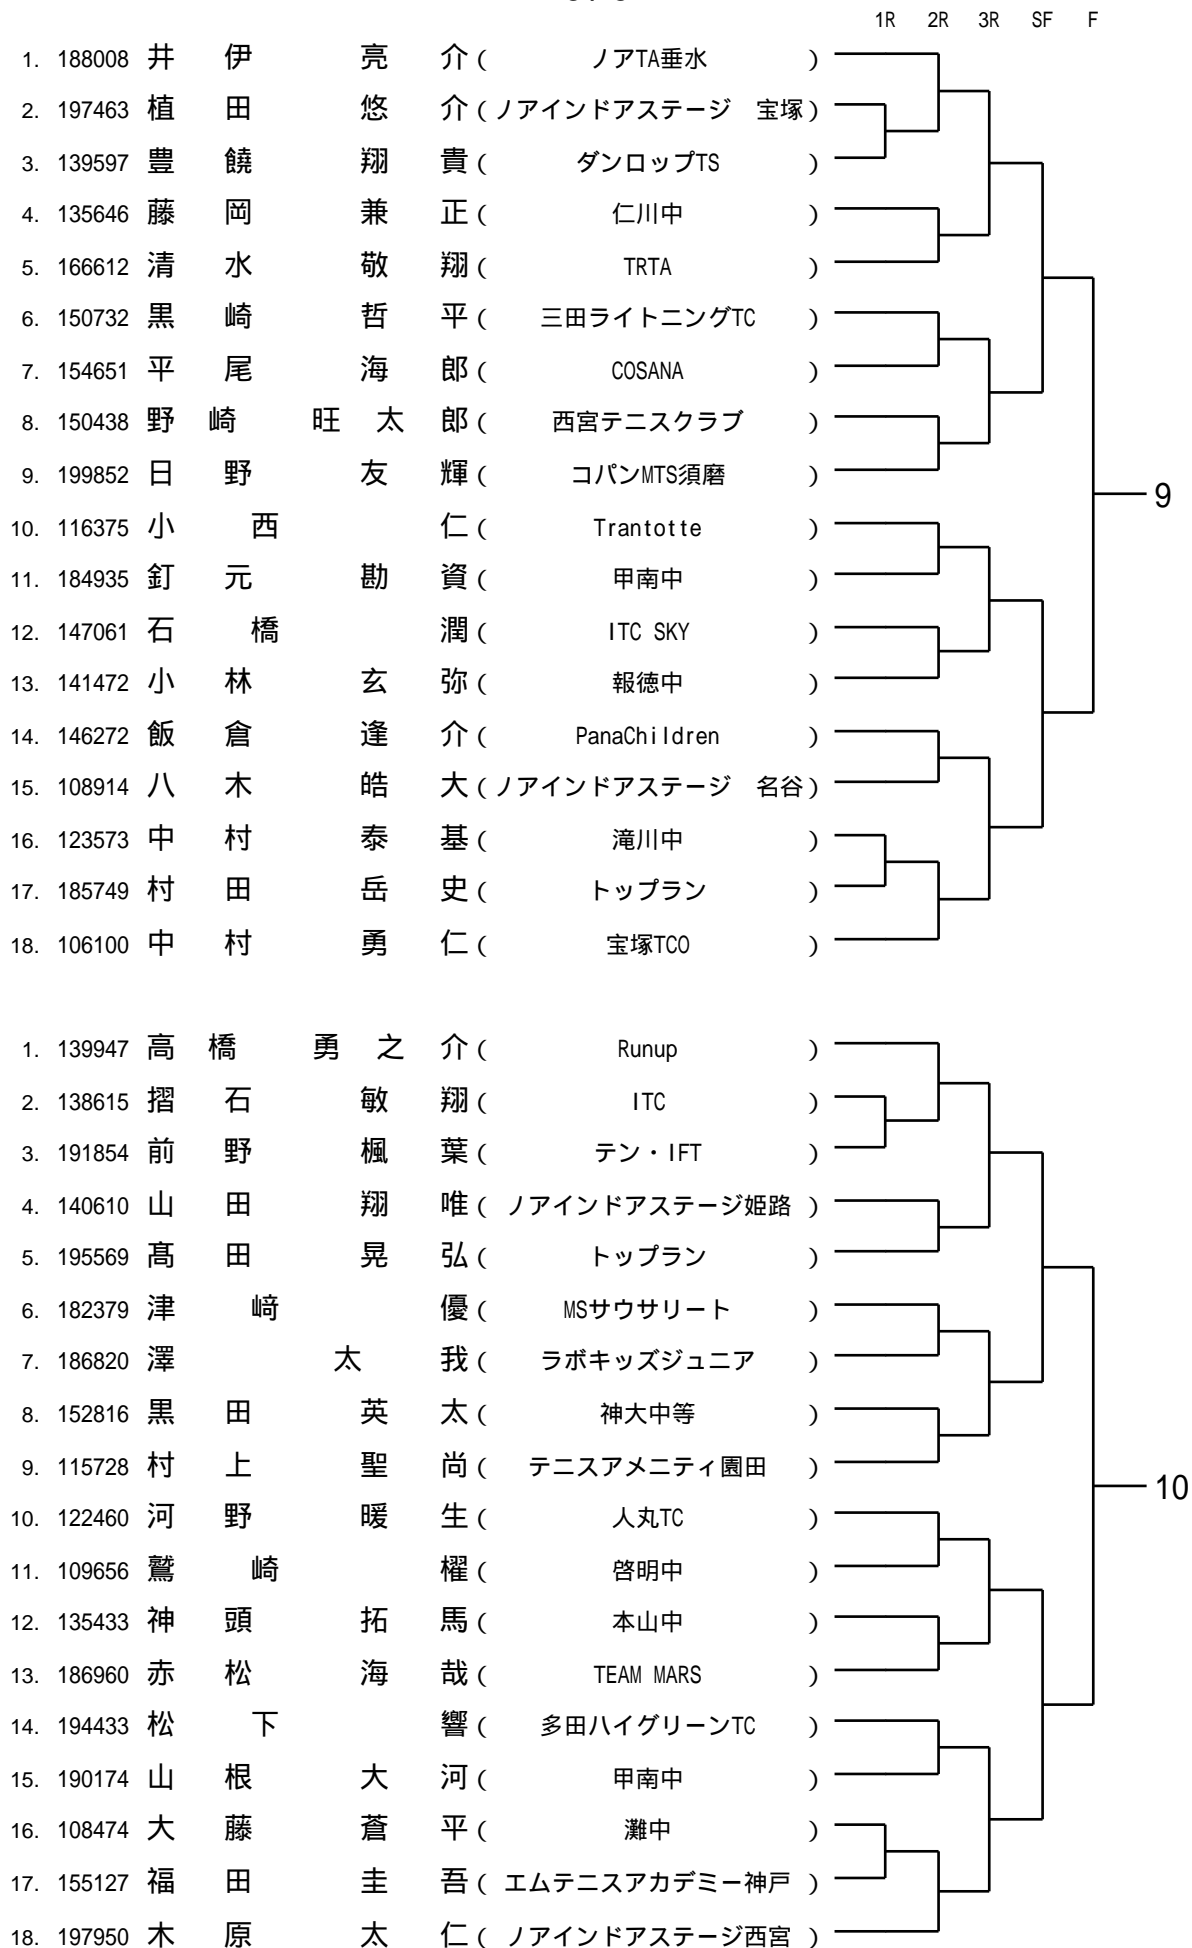 1R 2R 3R SF F
1. 188008 井 伊 亮 介 ( ノアTA垂水 )
2. 197463 植 田 悠 介 ( ノアインドアステージ 宝塚 )
3. 139597 豊 饒 翔 貴 ( ダンロップTS )
4. 135646 藤 岡 兼 正 ( 仁川中 )
5. 166612 清 水 敬 翔 ( TRTA )
6. 150732 黒 崎 哲 平 ( 三田ライトニングTC )
7. 154651 平 尾 海 郎 ( COSANA )
8. 150438 野 崎 旺 太 郎 ( 西宮テニスクラブ )
9. 199852 日 野 友 輝 ( コパンMTS須磨 )
9
10. 116375 小 西 仁 ( Trantotte )
11. 184935 釘 元 勘 資 ( 甲南中 )
12. 147061 石 橋 潤 ( ITC SKY )
13. 141472 小 林 玄 弥 ( 報徳中 )
14. 146272 飯 倉 逢 介 ( PanaChildren )
15. 108914 八 木 皓 大 ( ノアインドアステージ 名谷 )
16. 123573 中 村 泰 基 ( 滝川中 )
17. 185749 村 田 岳 史 ( トップラン )
18. 106100 中 村 勇 仁 ( 宝塚TCO )
1. 139947 高 橋 勇 之 介 ( Runup )
2. 138615 摺 石 敏 翔 ( ITC )
3. 191854 前 野 楓 葉 ( テン・IFT )
4. 140610 山 田 翔 唯 ( ノアインドアステージ姫路 )
5. 195569 髙 田 晃 弘 ( トップラン )
6. 182379 津 﨑 優 ( MSサウサリート )
7. 186820 澤 太 我 ( ラボキッズジュニア )
8. 152816 黒 田 英 太 ( 神大中等 )
9. 115728 村 上 聖 尚 ( テニスアメニティ園田 )
10
10. 122460 河 野 暖 生 ( 人丸TC )
11. 109656 鷲 崎 櫂 ( 啓明中 )
12. 135433 神 頭 拓 馬 ( 本山中 )
13. 186960 赤 松 海 哉 ( TEAM MARS )
14. 194433 松 下 響 ( 多田ハイグリーンTC )
15. 190174 山 根 大 河 ( 甲南中 )
16. 108474 大 藤 蒼 平 ( 灘中 )
17. 155127 福 田 圭 吾 ( エムテニスアカデミー神戸 )
18. 197950 木 原 太 仁 ( ノアインドアステージ西宮 )